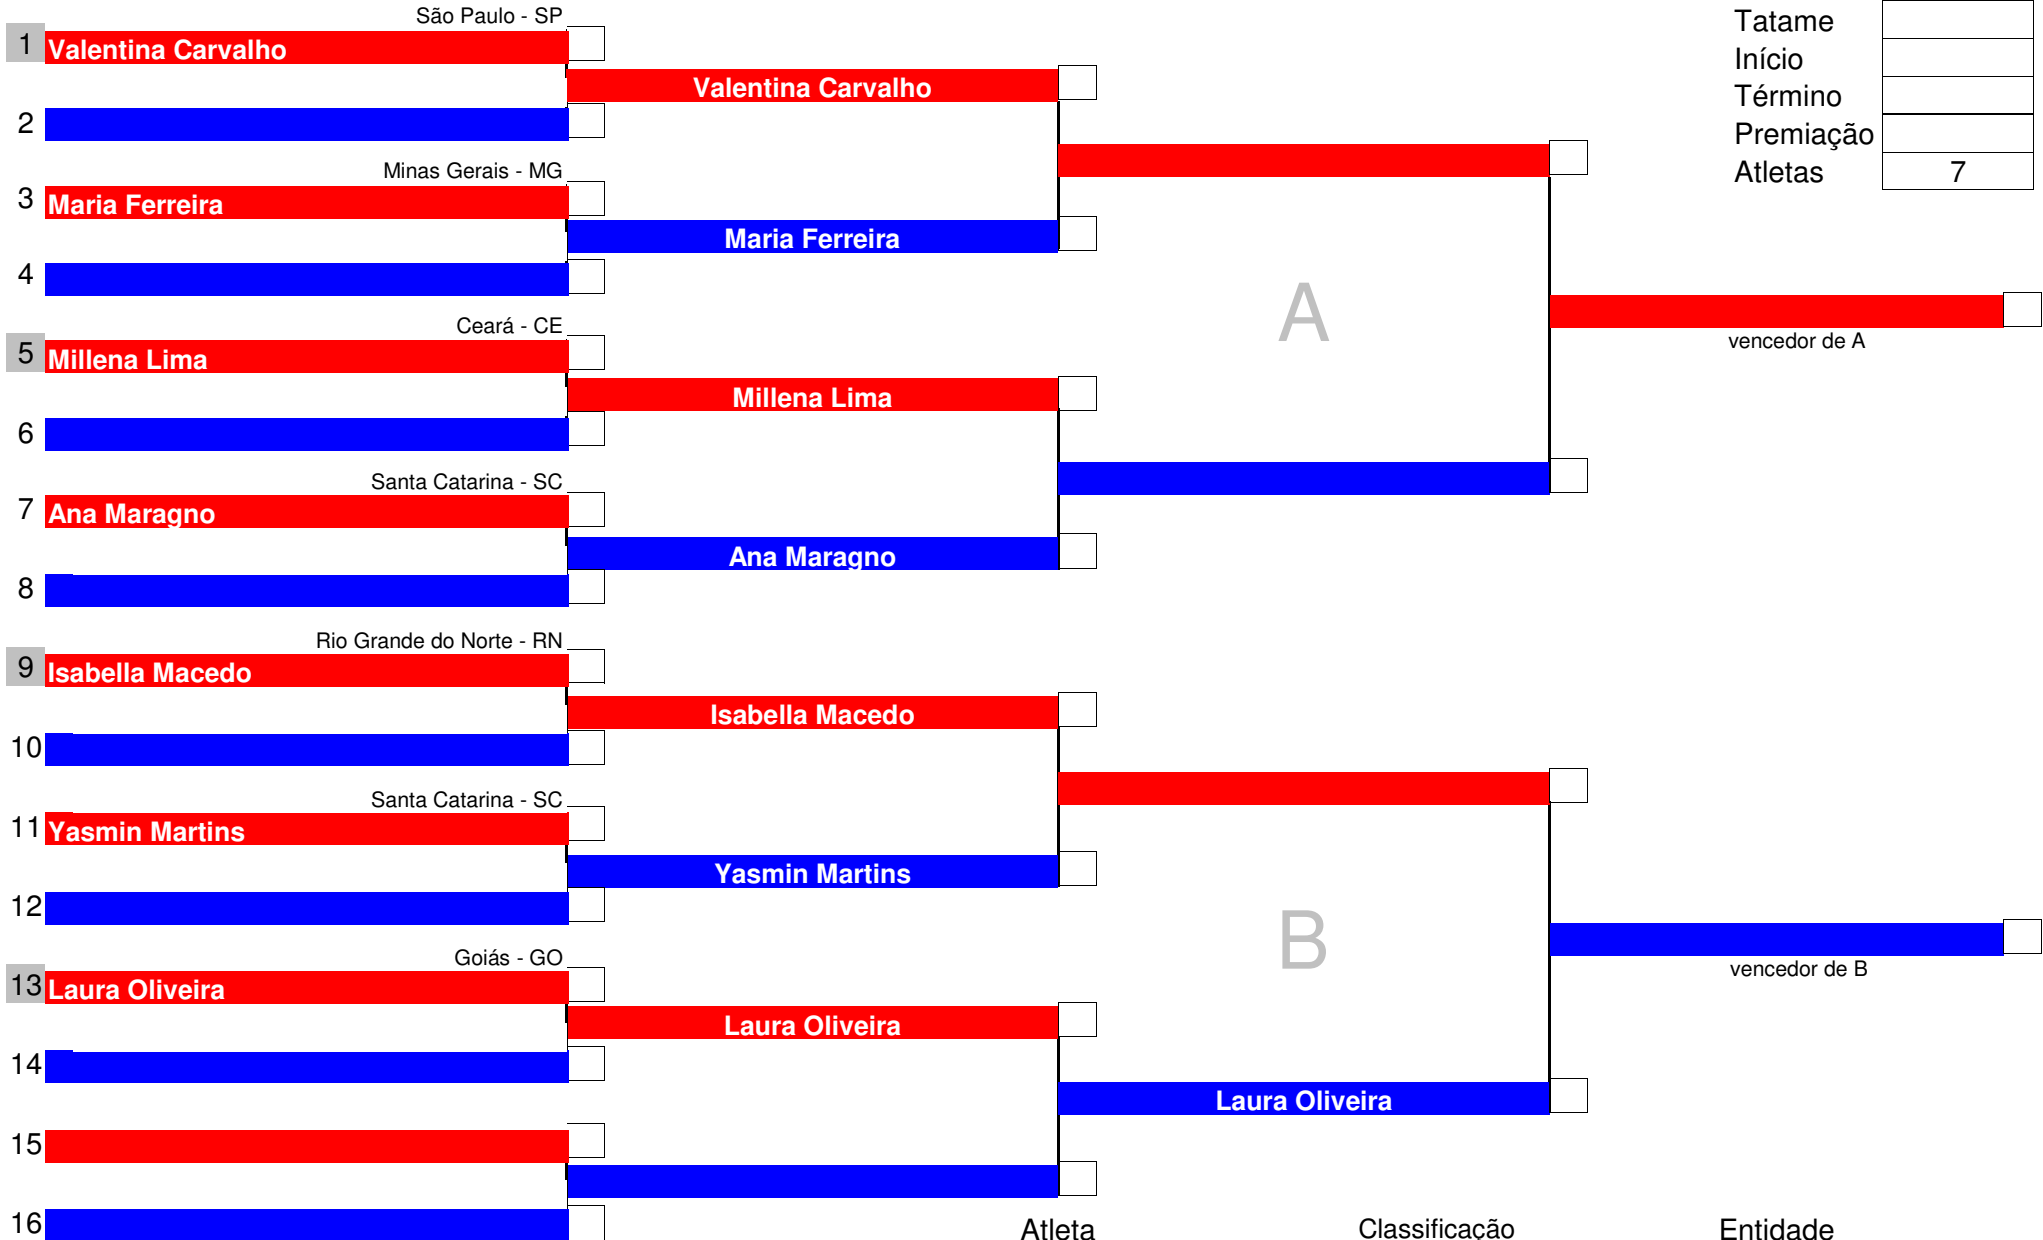 São Paulo - SP
1 Valentina Carvalho
Valentina Carvalho
2
Minas Gerais - MG
3 Maria Ferreira
Maria Ferreira
4
Ceará - CE
5 Millena Lima
Millena Lima
6
Santa Catarina - SC
7 Ana Maragno
Ana Maragno
8
Rio Grande do Norte - RN
9 Isabella Macedo
Isabella Macedo
10
Santa Catarina - SC
11 Yasmin Martins
Yasmin Martins
12
Goiás - GO
13 Laura Oliveira
Laura Oliveira
14
15
16
A
B
Laura Oliveira
vencedor de A
vencedor de B
Tatame
Início
Término
Premiação
Atletas 7
Atleta Classificação Entidade